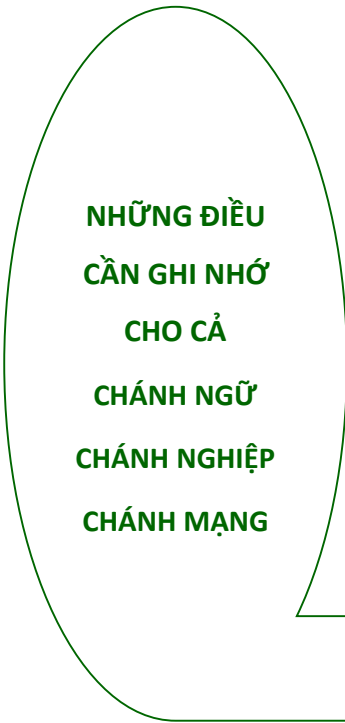 NHỮNG ĐIỀU
CẦN GHI NHỚ
CHO CẢ
CHÁNH NGỮ
CHÁNH NGHIỆP
CHÁNH MẠNG